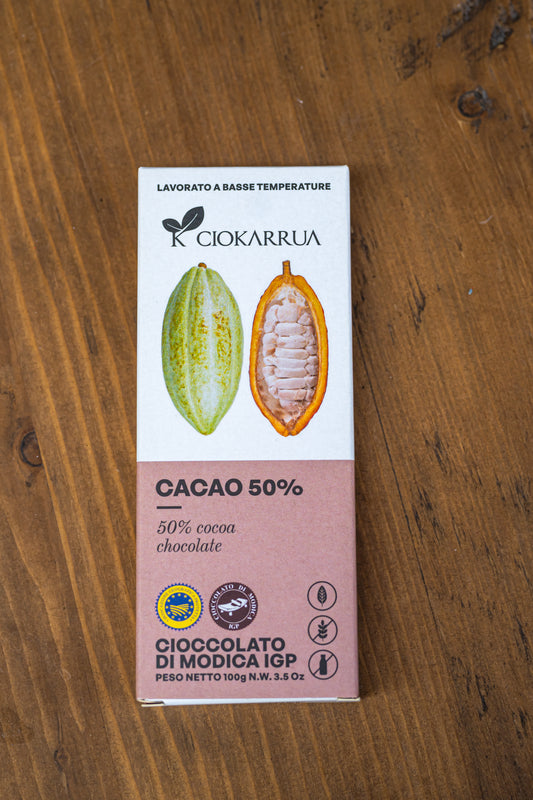 LAVORATO A BASSE TEMPERATURE
K CIOKARRUA
CACAO 50%
50% cocoa
chocolate
CIOCCOLATO DI MODICA
IGP
CIOCCOLATO
DI MODICA IGP
PESO NETTO 100g N.W. 3.5 Oz